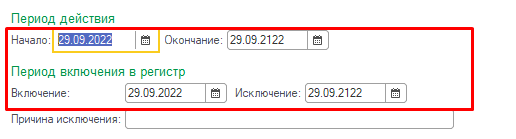 Период действия
Начало: 29.09.2022 Окончание: 29.09.2122
Период включения в регистр
Включение: 29.09.2022 Исключение: 29.09.2122
Причина исключения: